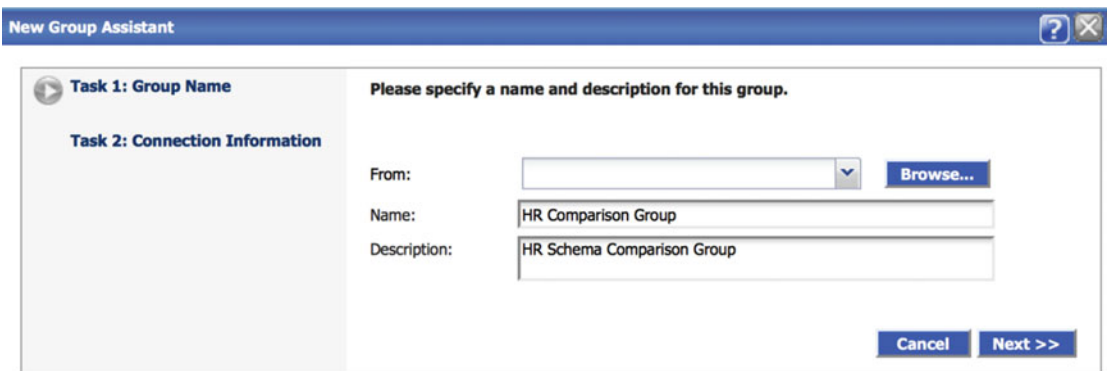 New Group Assistant
?
Task 1: Group Name
Task 2: Connection Information
Please specify a name and description for this group.
From:
Browse...
Name:
HR Comparison Group
Description:
HR Schema Comparison Group
Cancel
Next >>